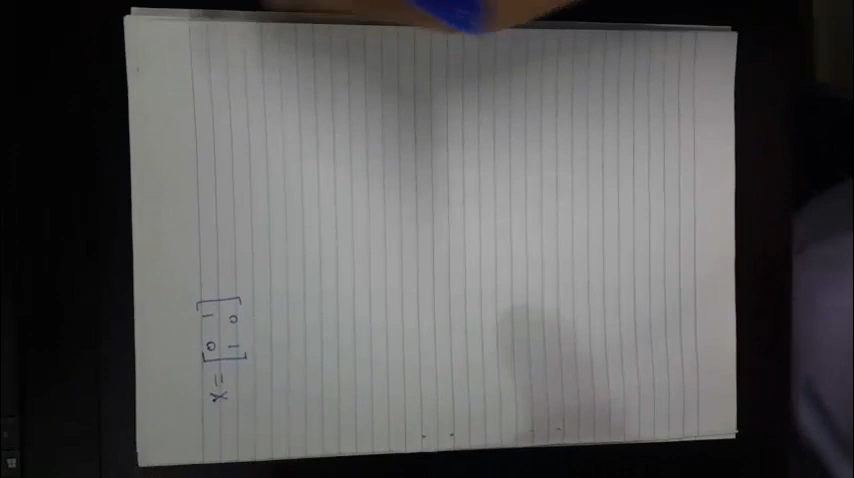 X = [0 1
1 0]